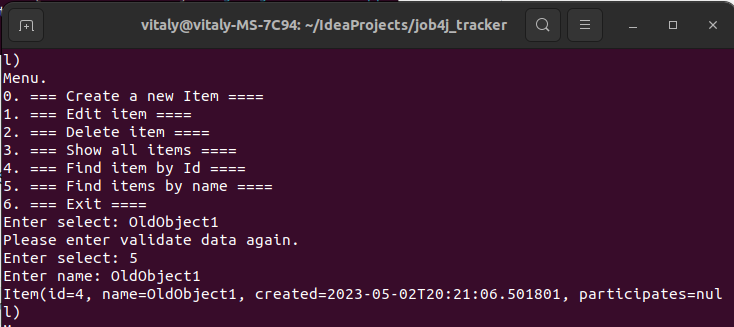 vitaly@vitaly-MS-7C94: ~/IdeaProjects/job4j_tracker
l)
Menu.
0. === Create a new Item ====
1. === Edit item ====
2. === Delete item ====
3. === Show all items ====
4. === Find item by Id ====
5. === Find items by name ====
6. === Exit ====
Enter select: OldObject1
Please enter validate data again.
Enter select: 5
Enter name: OldObject1
Item(id=4, name=OldObject1, created=2023-05-02T20:21:06.501801, participates=nul
l)